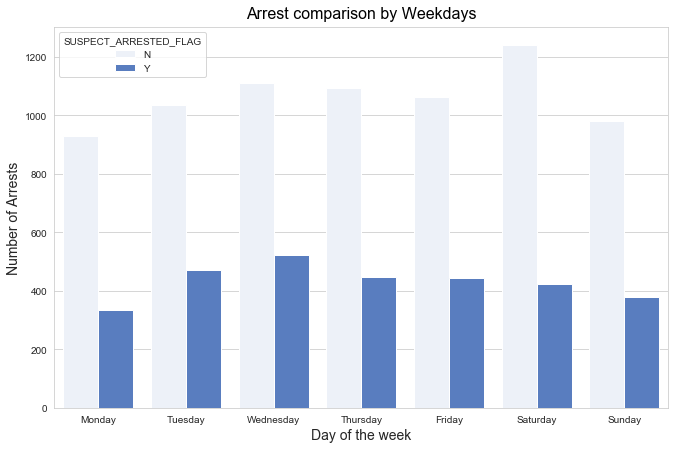 Arrest comparison by Weekdays
SUSPECT_ARRESTED_FLAG
N
Y
Number of Arrests
1200
1000
800
600
400
200
0
Monday Tuesday Wednesday Thursday Friday Saturday Sunday
Day of the week